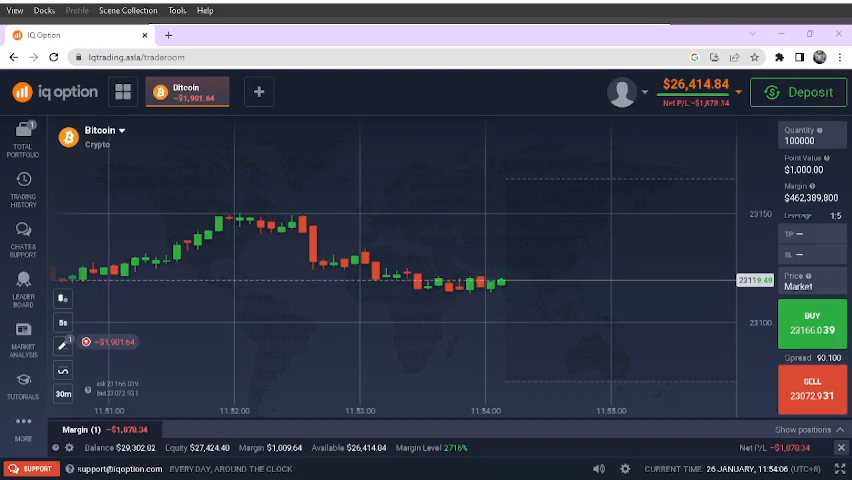 View Docks Profile Scene Collection Tools Help
IQ Option
iqtrading.asia/traderoom
iq option
Bitcoin
-$1,901.64
$26,414.84
Net P/L -$1,878.34
Deposit
1
TOTAL
PORTFOLIO
TRADING
HISTORY
CHATS &
SUPPORT
LEADER
BOARD
MARKET
ANALYSIS
TUTORIALS
MORE
Bitcoin
Crypto
23150
23119.49
23100
5s
1
-$1,901.64
30m
ask 23166.039
bid 23072.931
11:51:00 11:52:00 11:53:00 11:54:00 11:55:00
Quantity
100000
Point Value
$1,000.00
Margin
$462,389,800
Leverage 1:5
TP —
SL —
Price
Market
BUY
23166.039
Spread 93.100
SELL
23072.931
Margin (1) -$1,878.34
Show positions
Balance $29,302.82 Equity $27,424.48 Margin $1,009.64 Available $26,414.84 Margin Level 2716%
Net P/L -$1,878.34
SUPPORT
support@iqoption.com EVERY DAY, AROUND THE CLOCK
CURRENT TIME: 26 JANUARY, 11:54:06 (UTC+8)